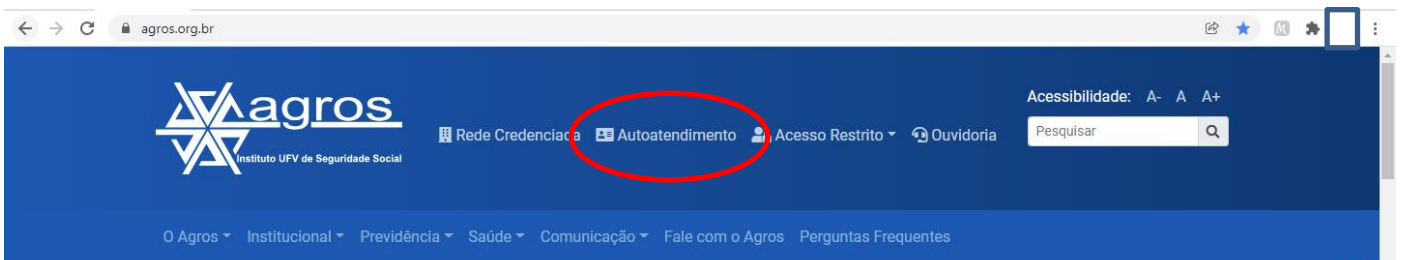 agros.org.br
agros
Instituto UFV de Seguridade Social
Rede Credenciada Autoatendimento Acesso Restrito Ouvidoria
Acessibilidade: A- A A+
Pesquisar
O Agros Institucional Previdência Saúde Comunicação Fale com o Agros Perguntas Frequentes